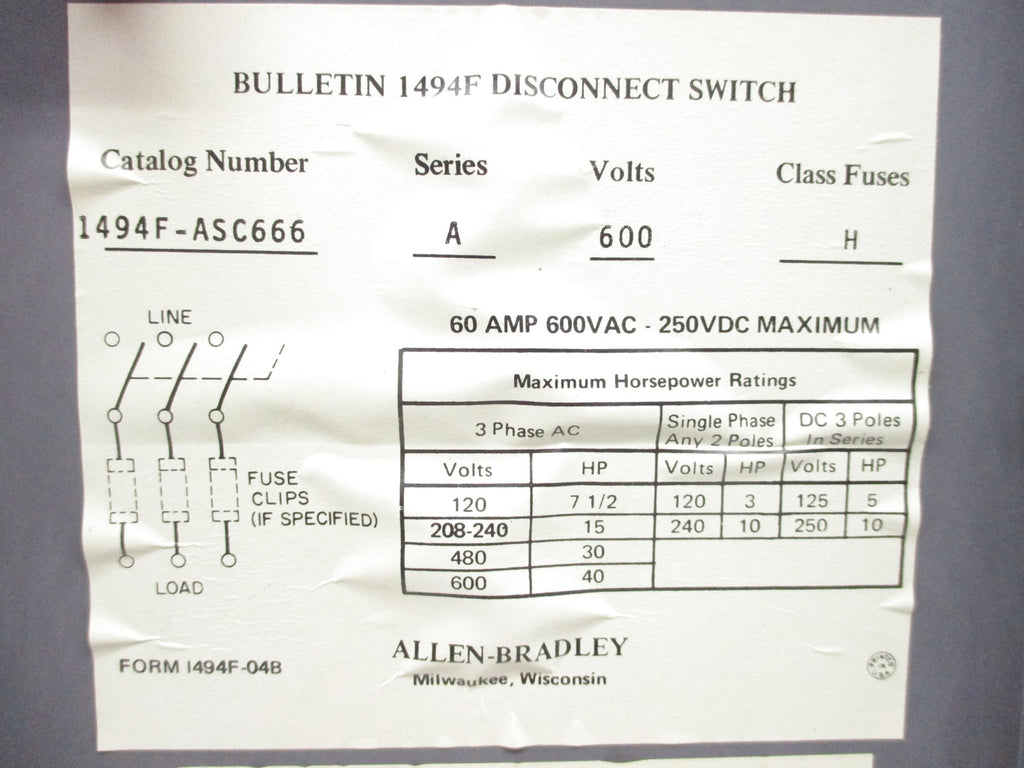 BULLETIN 1494F DISCONNECT SWITCH
Catalog Number Series Volts Class Fuses
1494F-ASC666 A 600 H
LINE
FUSE
CLIPS
(IF SPECIFIED)
LOAD
60 AMP 600VAC - 250VDC MAXIMUM
Maximum Horsepower Ratings
3 Phase AC Single Phase Any 2 Poles DC 3 Poles In Series
Volts HP Volts HP Volts HP
120 7 1/2 120 3 125 5
208-240 15 240 10 250 10
480 30
600 40
FORM 1494F-04B
ALLEN-BRADLEY
Milwaukee, Wisconsin
PRINTED IN U.S.A.